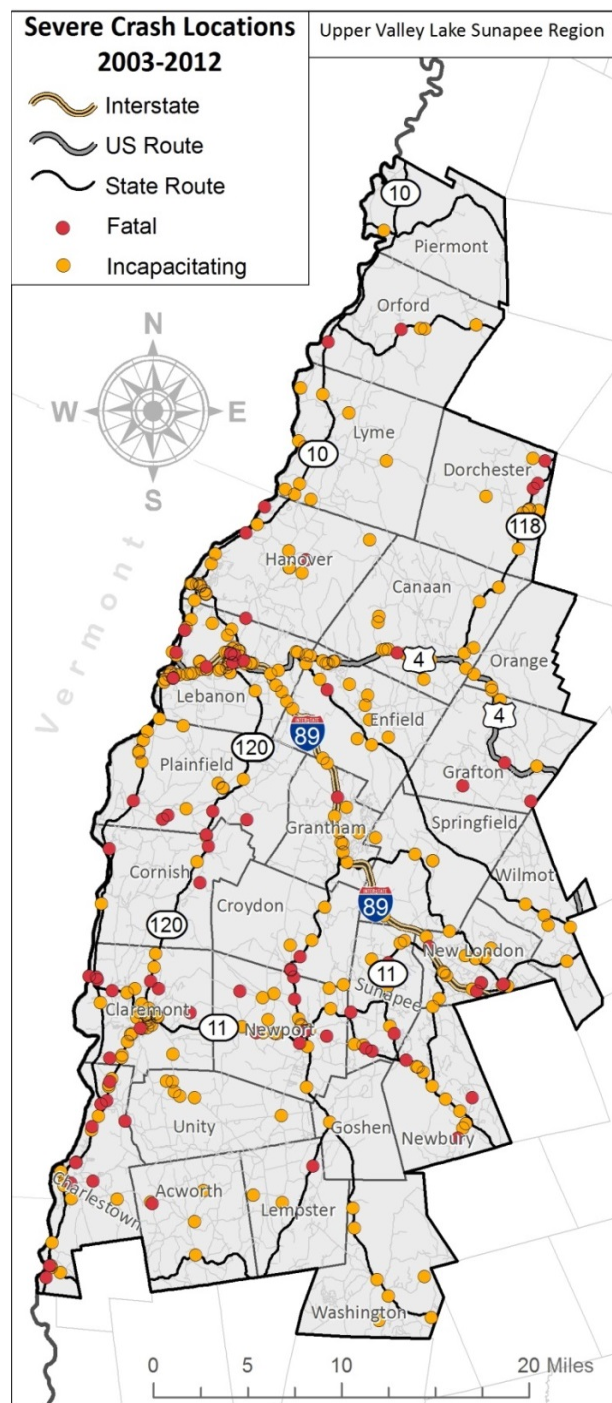 Severe Crash Locations
2003-2012
Upper Valley Lake Sunapee Region
Interstate
US Route
State Route
Fatal
Incapacitating
N
W E
S
Vermont
10
Piermont
Orford
Lyme
10
Dorchester
118
Hanover
Canaan
Orange
4
Lebanon
Enfield
4
INTERSTATE
89
120
Plainfield
Grafton
Grantham
Springfield
Cornish
Wilmot
Croydon
INTERSTATE
89
120
New London
11
Sunapee
Claremont
11
Newport
Unity
Goshen
Newbury
Charlestown
Acworth
Lempster
Washington
0 5 10 20 Miles